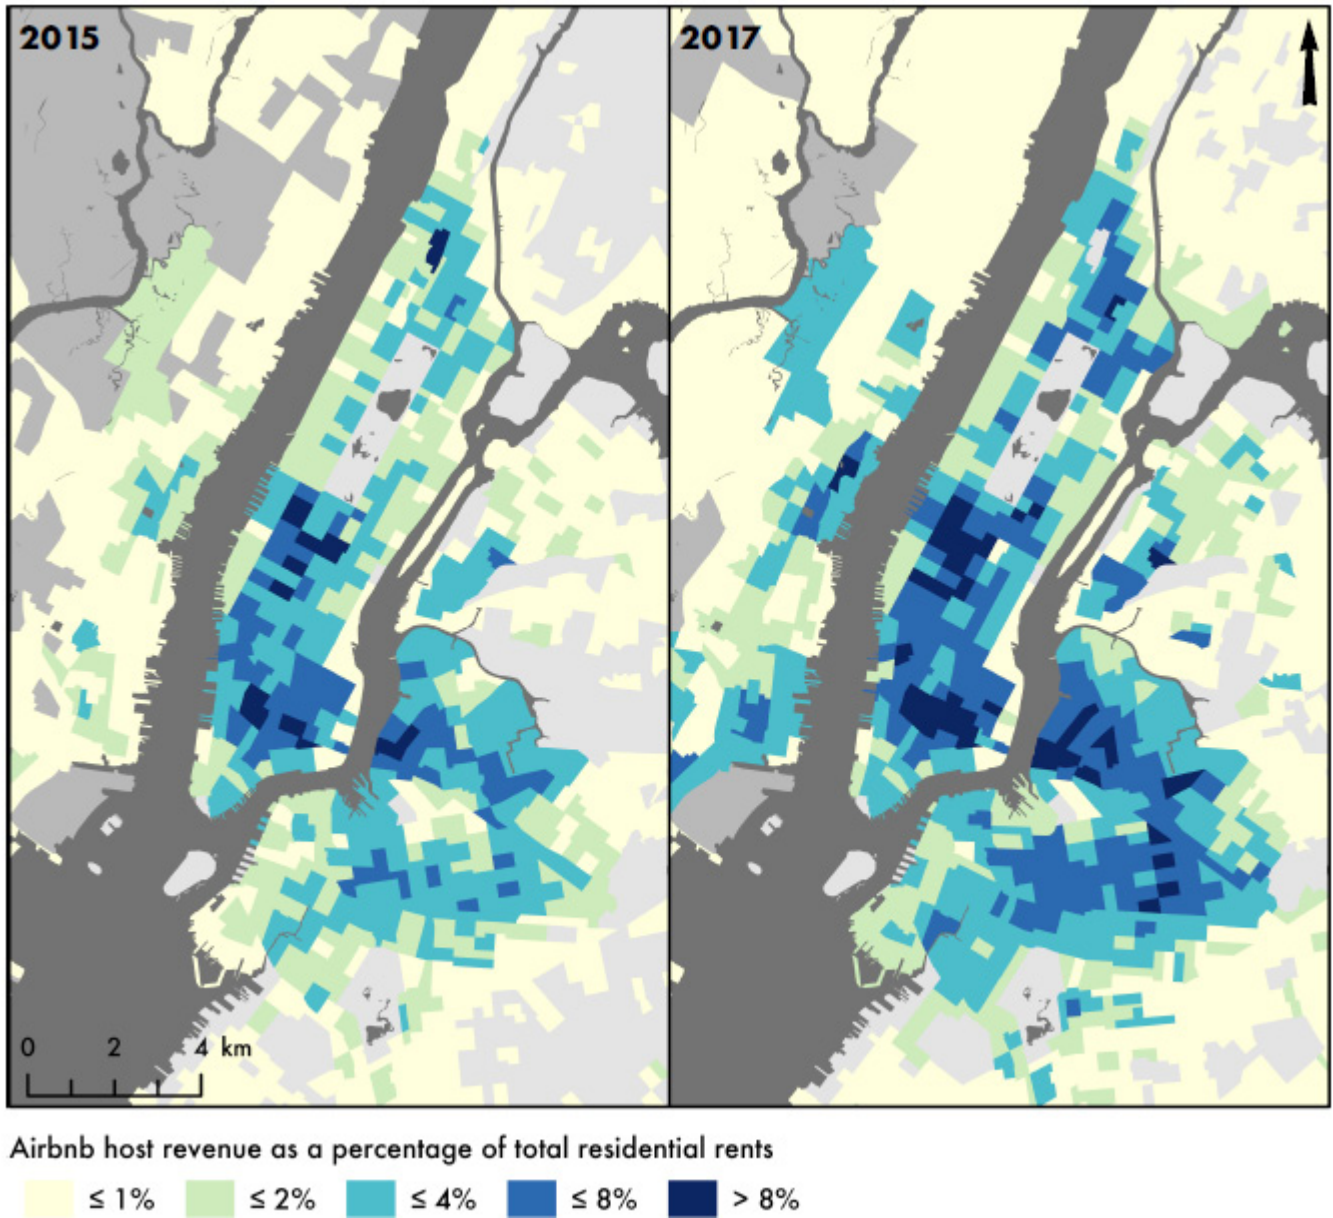 2015
2017
0 2 4 km
Airbnb host revenue as a percentage of total residential rents
≤ 1% ≤ 2% ≤ 4% ≤ 8% > 8%